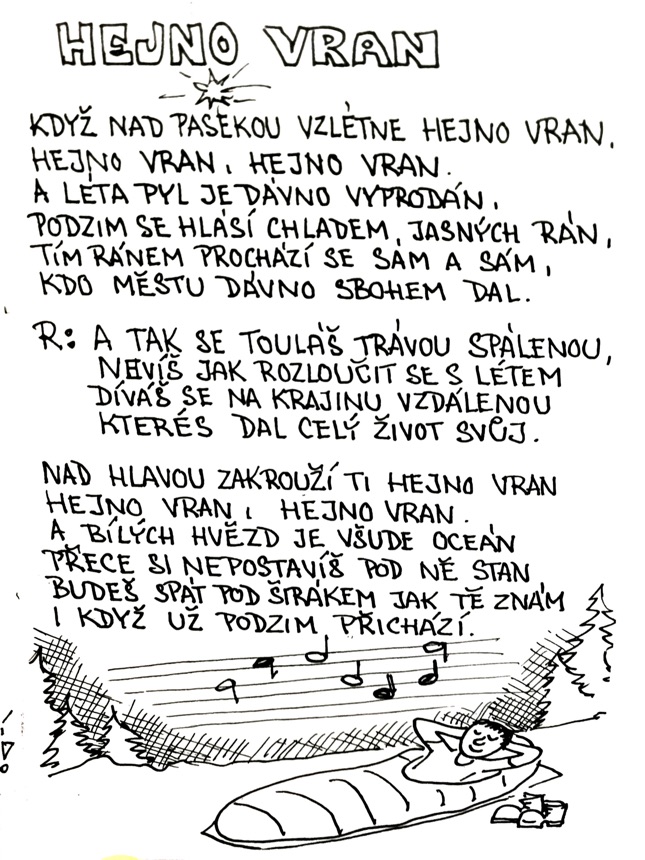 HEJNO VRAN
KDYŽ NAD PASEKOU VZLÉTNE HEJNO VRAN,
HEJNO VRAN, HEJNO VRAN.
A LÉTA PYL JE DÁVNO VYPRODÁN,
PODZIM SE HLÁSÍ CHLADEM, JASNÝCH RÁN,
TÍM RÁNEM PROCHÁZÍ SE SÁM A SÁM,
KDO MĚSTU DÁVNO SBOHEM DAL.
R: A TAK SE TOULÁŠ TRÁVOU SPÁLENOU,
NEVÍŠ JAK ROZLOUČIT SE S LÉTEM
DÍVÁŠ SE NA KRAJINU VZDÁLENOU
KTERÉS DAL CELÝ ŽIVOT SVŮJ.
NAD HLAVOU ZAKROUŽÍ TI HEJNO VRAN
HEJNO VRAN, HEJNO VRAN.
A BÍLÝCH HVĚZD JE VŠUDE OCEÁN
PŘECE SI NEPOSTAVÍŠ POD NĚ STAN
BUDEŠ SPÁT POD ŠIRÁKEM JAK TĚ ZNÁM
I KDYŽ UŽ PODZIM PŘICHÁZÍ.